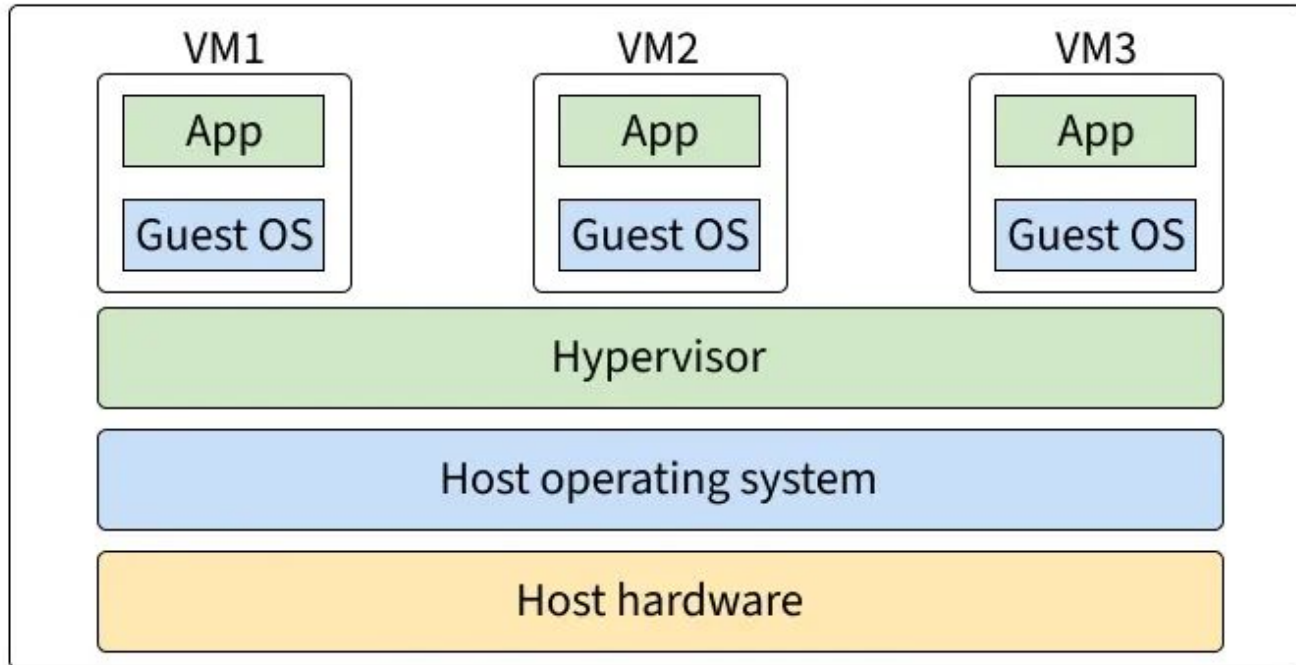 VM1 VM2 VM3
App App App
Guest OS Guest OS Guest OS
Hypervisor
Host operating system
Host hardware